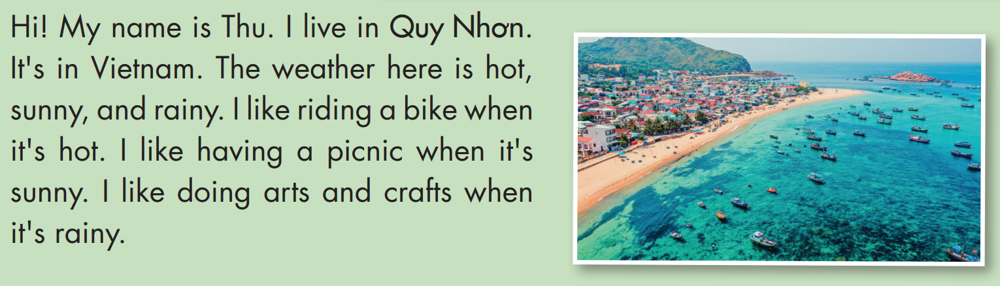 Hi! My name is Thu. I live in Quy Nhơn.
It's in Vietnam. The weather here is hot,
sunny, and rainy. I like riding a bike when
it's hot. I like having a picnic when it's
sunny. I like doing arts and crafts when
it's rainy.